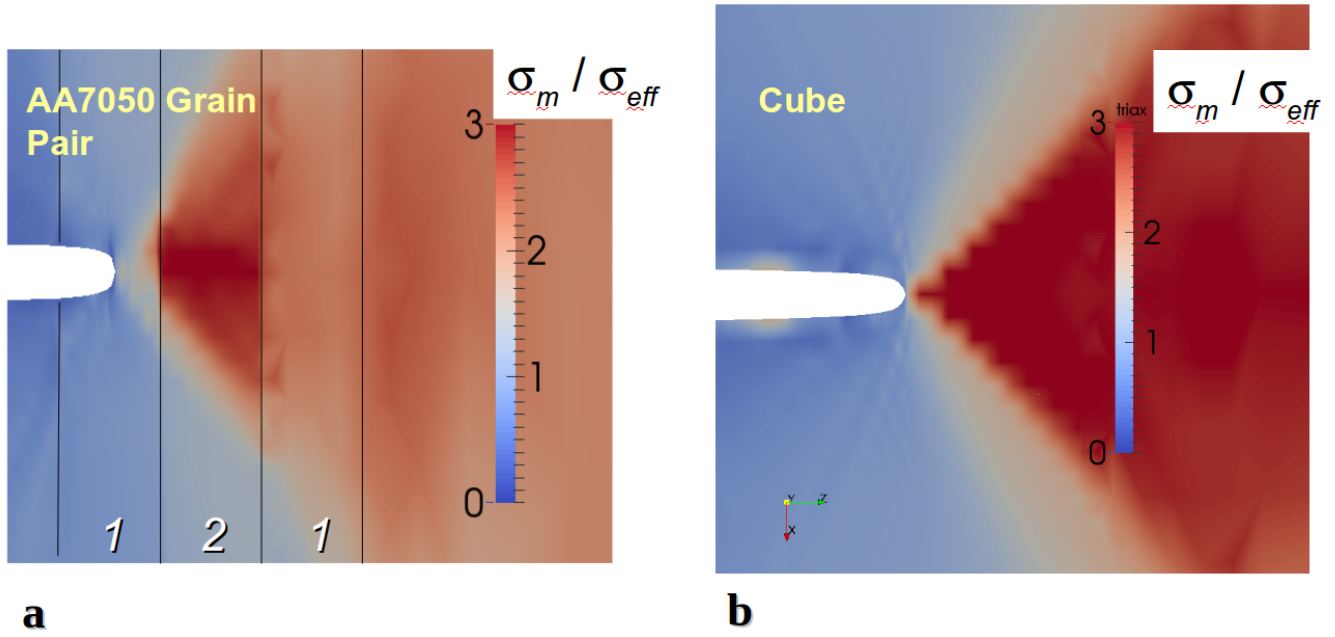 AA7050 Grain
Pair
σm / σeff
3
2
1
0
1 2 1
a
Cube
σm / σeff
triax
3
2
1
0
Y Z
X
b